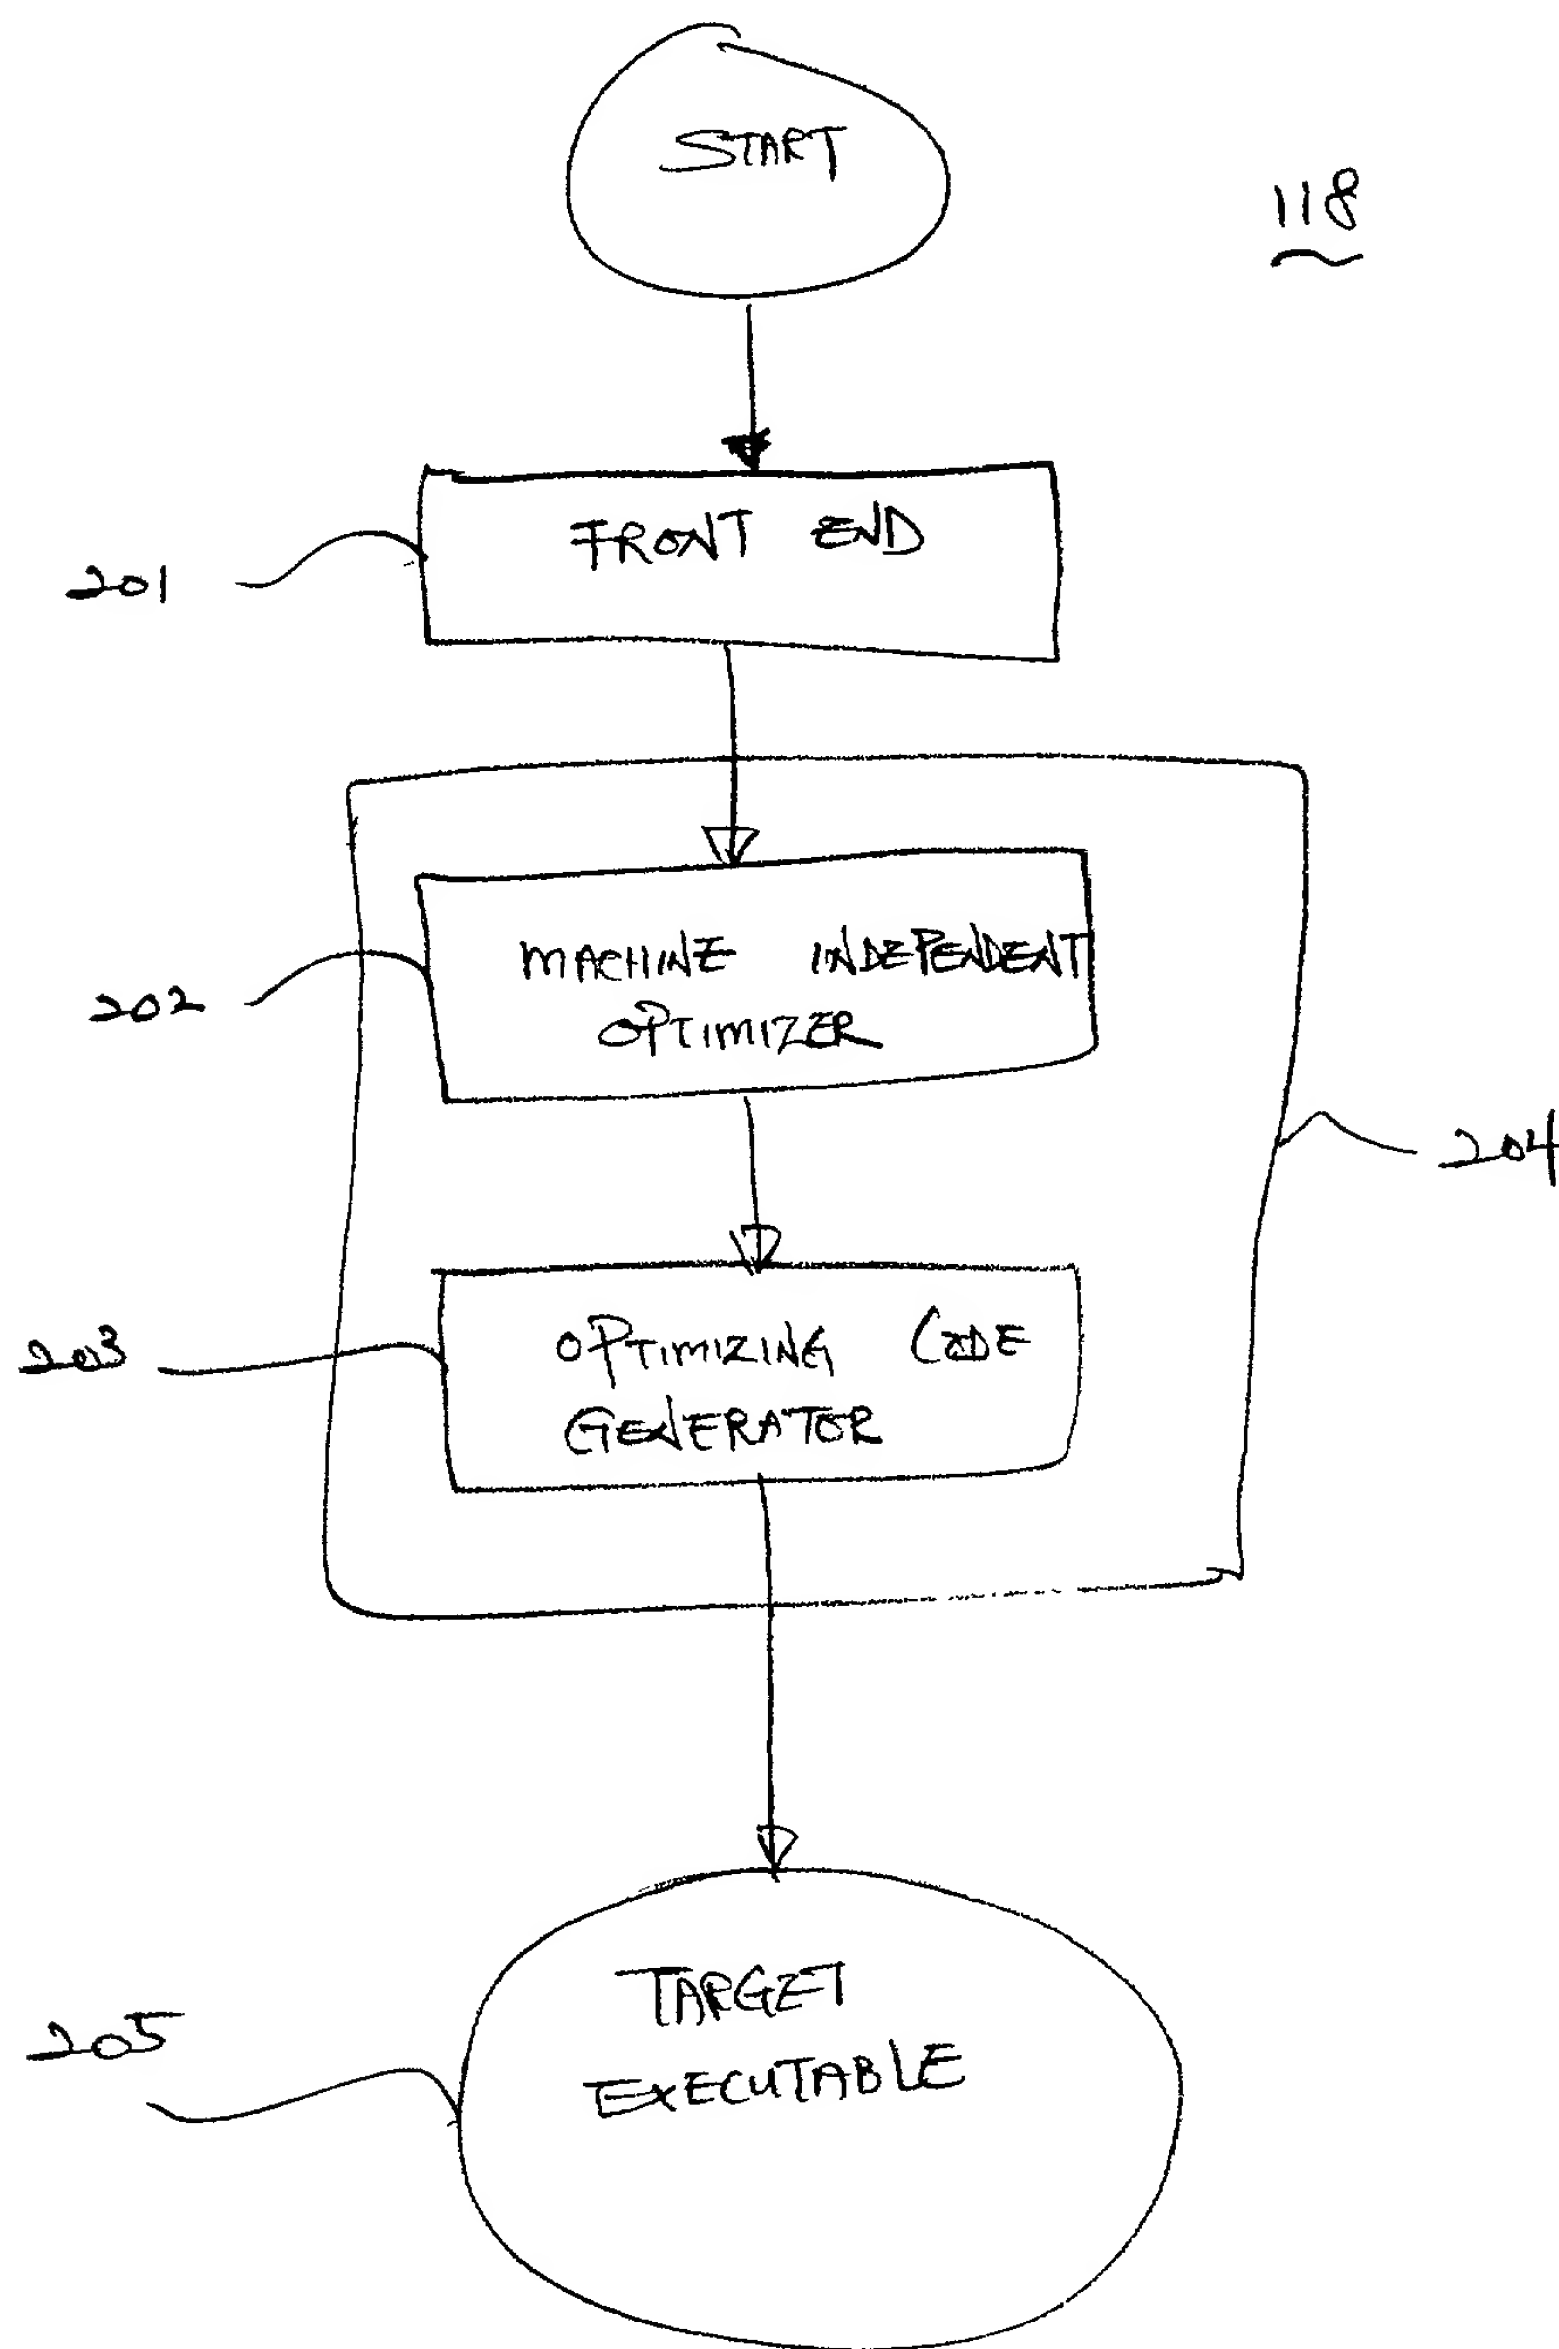 START
118
FRONT END
201
MACHINE INDEPENDENT
OPTIMIZER
202
204
OPTIMIZING CODE
GENERATOR
203
TARGET
EXECUTABLE
205